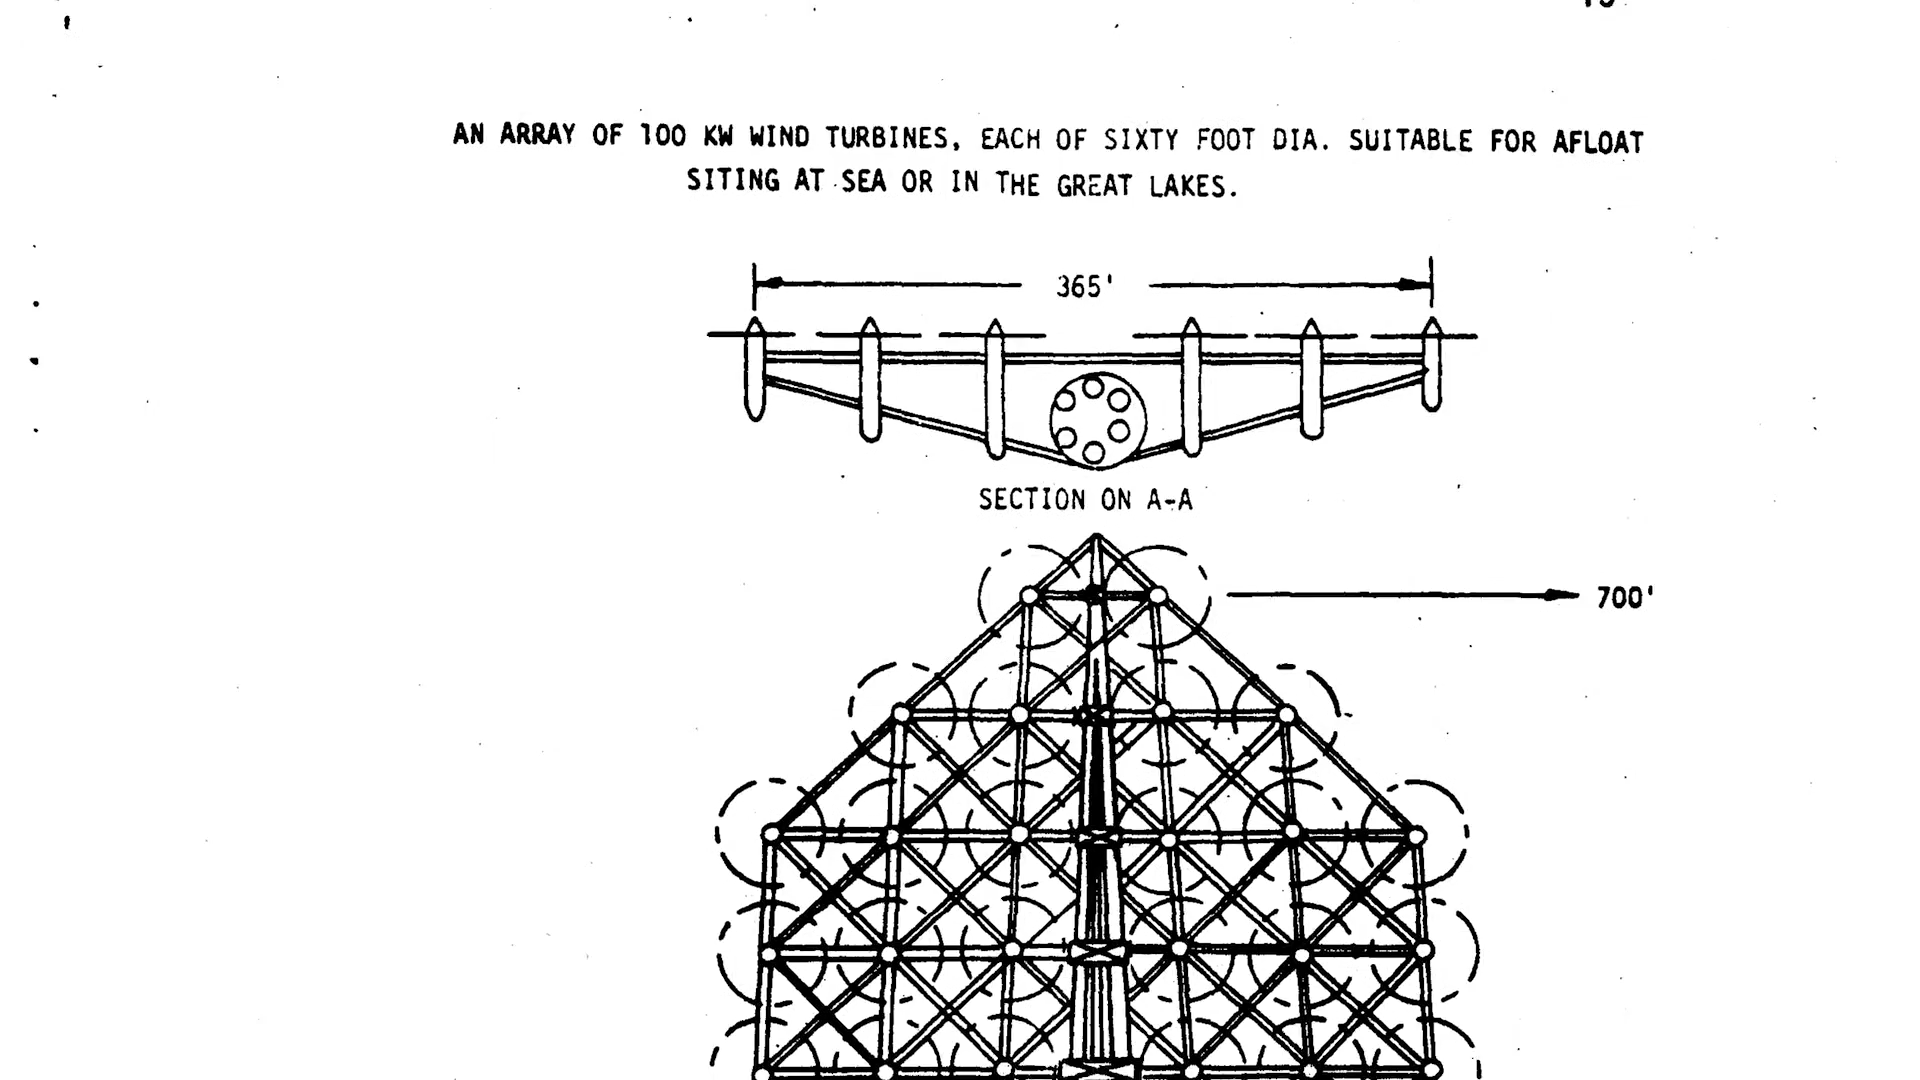 AN ARRAY OF 100 KW WIND TURBINES, EACH OF SIXTY FOOT DIA. SUITABLE FOR AFLOAT
SITING AT SEA OR IN THE GREAT LAKES.
365'
SECTION ON A-A
700'